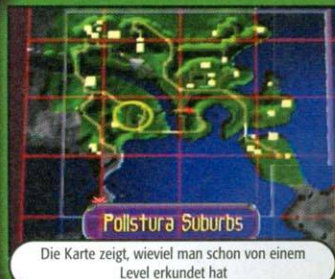 Pollstura Suburbs
Die Karte zeigt, wieviel man schon von einem
Level erkundet hat